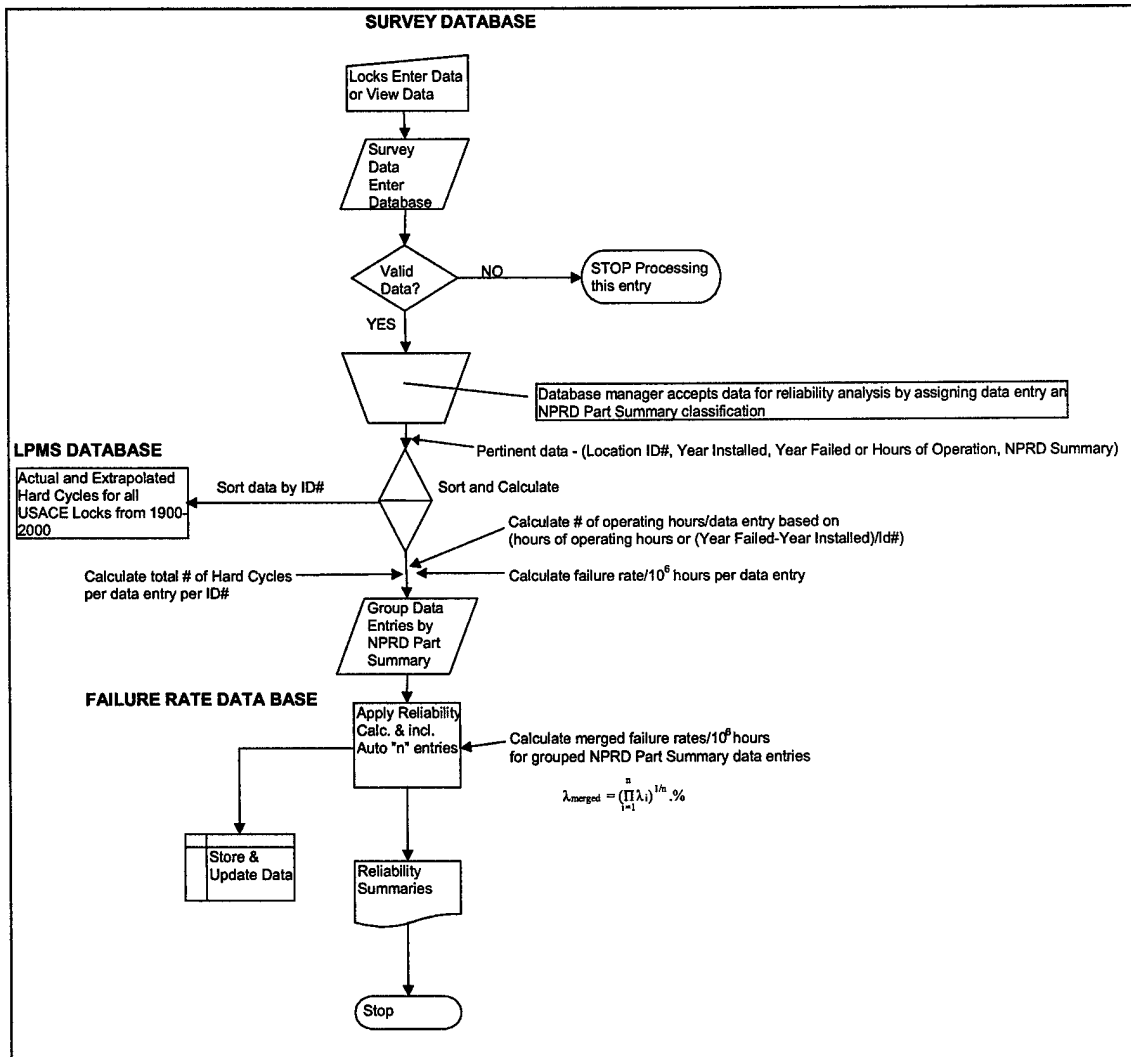 SURVEY DATABASE
Locks Enter Data
or View Data
Survey
Data
Enter
Database
Valid
Data?
NO
STOP Processing
this entry
YES
Database manager accepts data for reliability analysis by assigning data entry an
NPRD Part Summary classification
Pertinent data - (Location ID#, Year Installed, Year Failed or Hours of Operation, NPRD Summary)
LPMS DATABASE
Actual and Extrapolated
Hard Cycles for all
USACE Locks from 1900-
2000
Sort data by ID#
Sort and Calculate
Calculate # of operating hours/data entry based on
(hours of operating hours or (Year Failed-Year Installed)/Id#)
Calculate total # of Hard Cycles
per data entry per ID#
Calculate failure rate/10⁶ hours per data entry
Group Data
Entries by
NPRD Part
Summary
FAILURE RATE DATA BASE
Apply Reliability
Calc. & incl.
Auto "n" entries
Calculate merged failure rates/10⁶ hours
for grouped NPRD Part Summary data entries
λmerged = (∏ⁿᵢ₌₁ λi)^1/n .%
Store &
Update Data
Reliability
Summaries
Stop